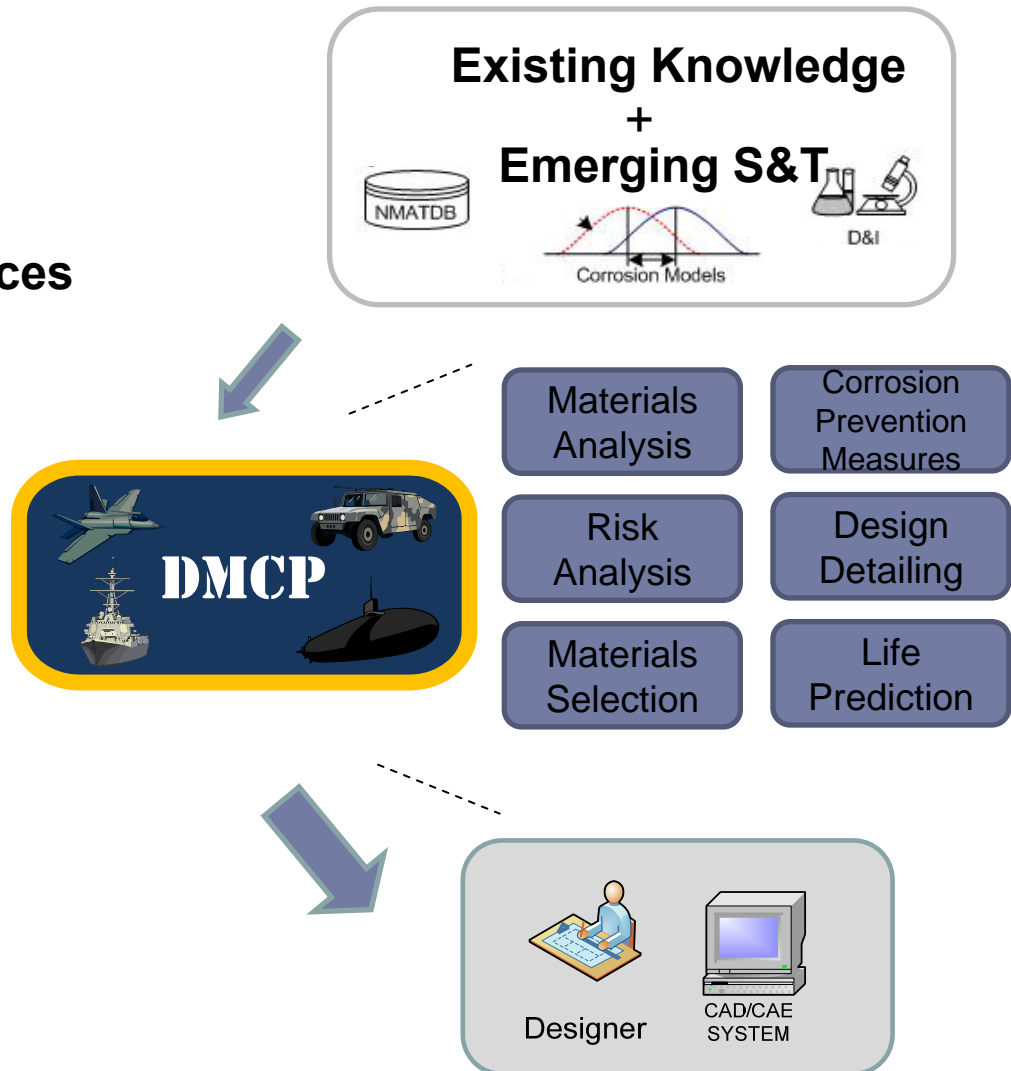 Existing Knowledge
+
Emerging S&T
NMATDB
D&I
Corrosion Models
ces
Materials
Analysis
Corrosion
Prevention
Measures
DMCP
Risk
Analysis
Design
Detailing
Materials
Selection
Life
Prediction
Designer
CAD/CAE
SYSTEM